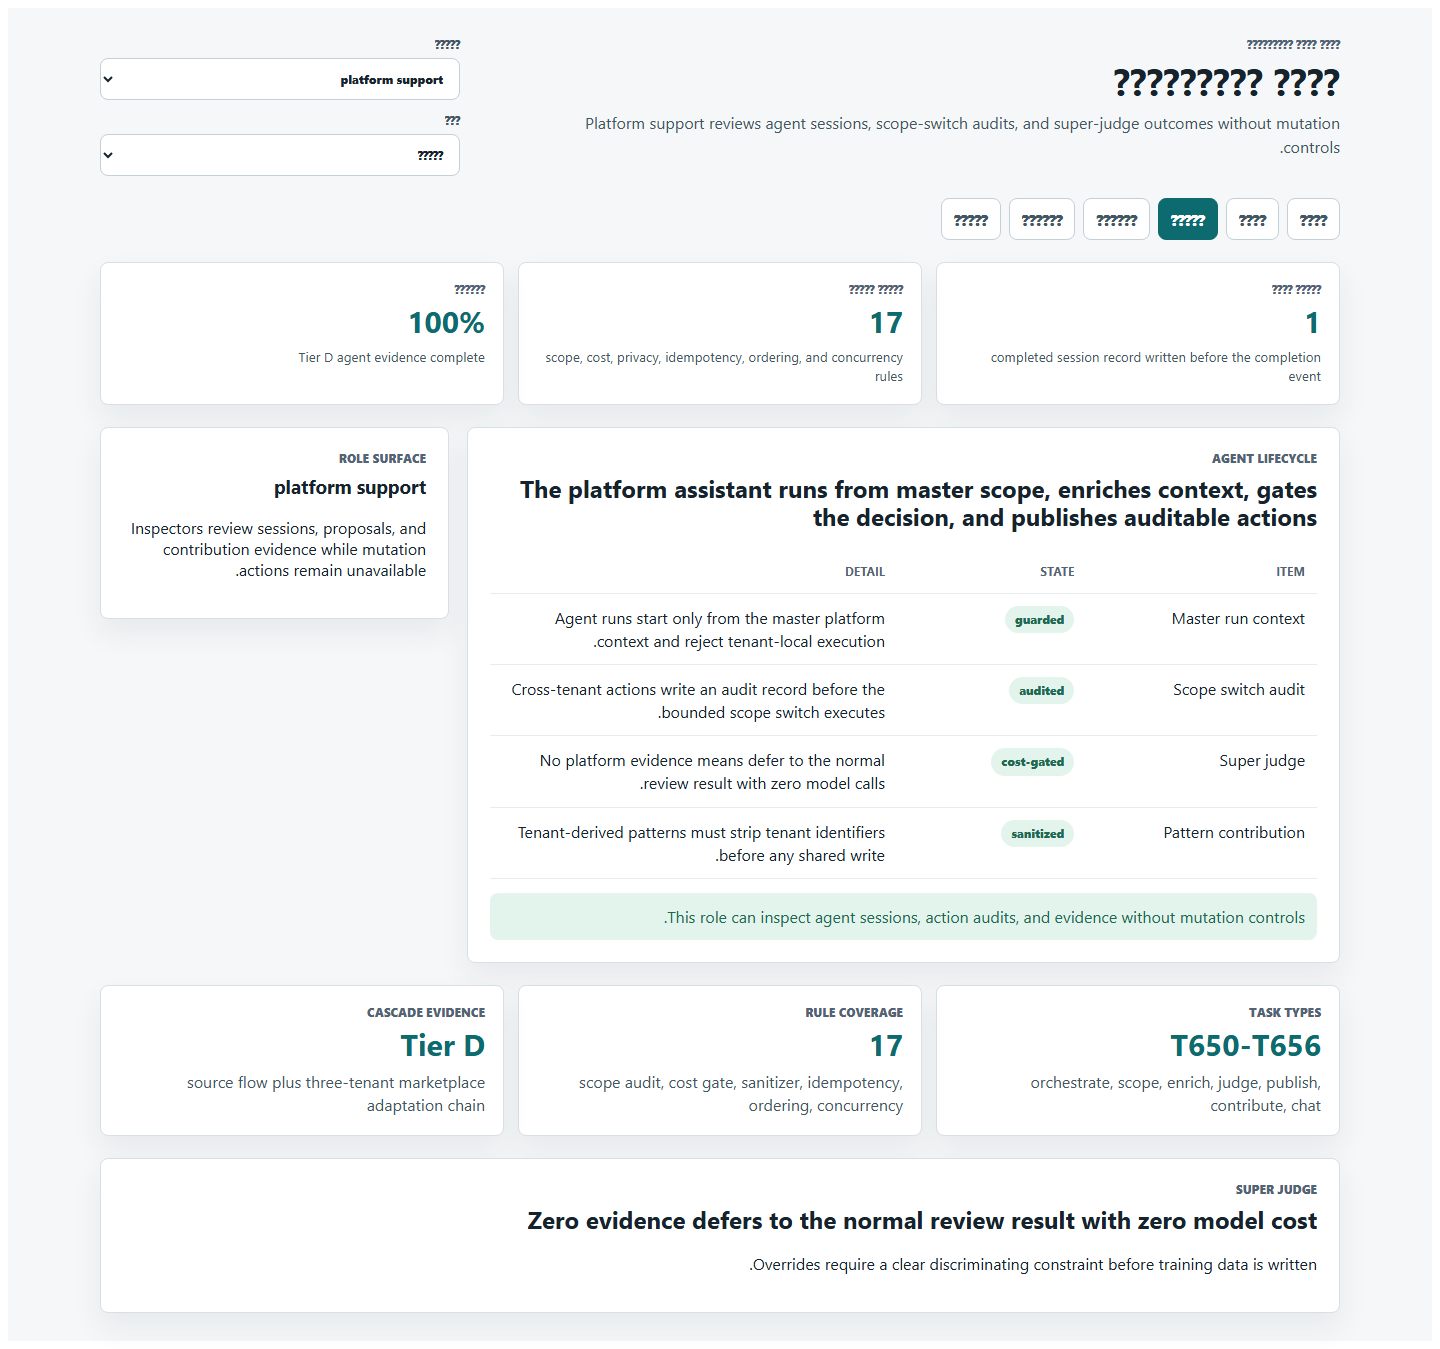 ????????? ???? ????
????????? ????
Platform support reviews agent sessions, scope-switch audits, and super-judge outcomes without mutation
.controls
?????
platform support
???
?????
????
????
?????
??????
??????
?????
???? ?????
1
completed session record written before the completion
event
????? ?????
17
scope, cost, privacy, idempotency, ordering, and concurrency
rules
??????
100%
Tier D agent evidence complete
AGENT LIFECYCLE
The platform assistant runs from master scope, enriches context, gates
the decision, and publishes auditable actions
ITEM
STATE
DETAIL
Master run context
guarded
Agent runs start only from the master platform
.context and reject tenant-local execution
Scope switch audit
audited
Cross-tenant actions write an audit record before the
.bounded scope switch executes
Super judge
cost-gated
No platform evidence means defer to the normal
.review result with zero model calls
Pattern contribution
sanitized
Tenant-derived patterns must strip tenant identifiers
.before any shared write
.This role can inspect agent sessions, action audits, and evidence without mutation controls
ROLE SURFACE
platform support
Inspectors review sessions, proposals, and
contribution evidence while mutation
.actions remain unavailable
TASK TYPES
T650-T656
orchestrate, scope, enrich, judge, publish,
contribute, chat
RULE COVERAGE
17
scope audit, cost gate, sanitizer, idempotency,
ordering, concurrency
CASCADE EVIDENCE
Tier D
source flow plus three-tenant marketplace
adaptation chain
SUPER JUDGE
Zero evidence defers to the normal review result with zero model cost
.Overrides require a clear discriminating constraint before training data is written